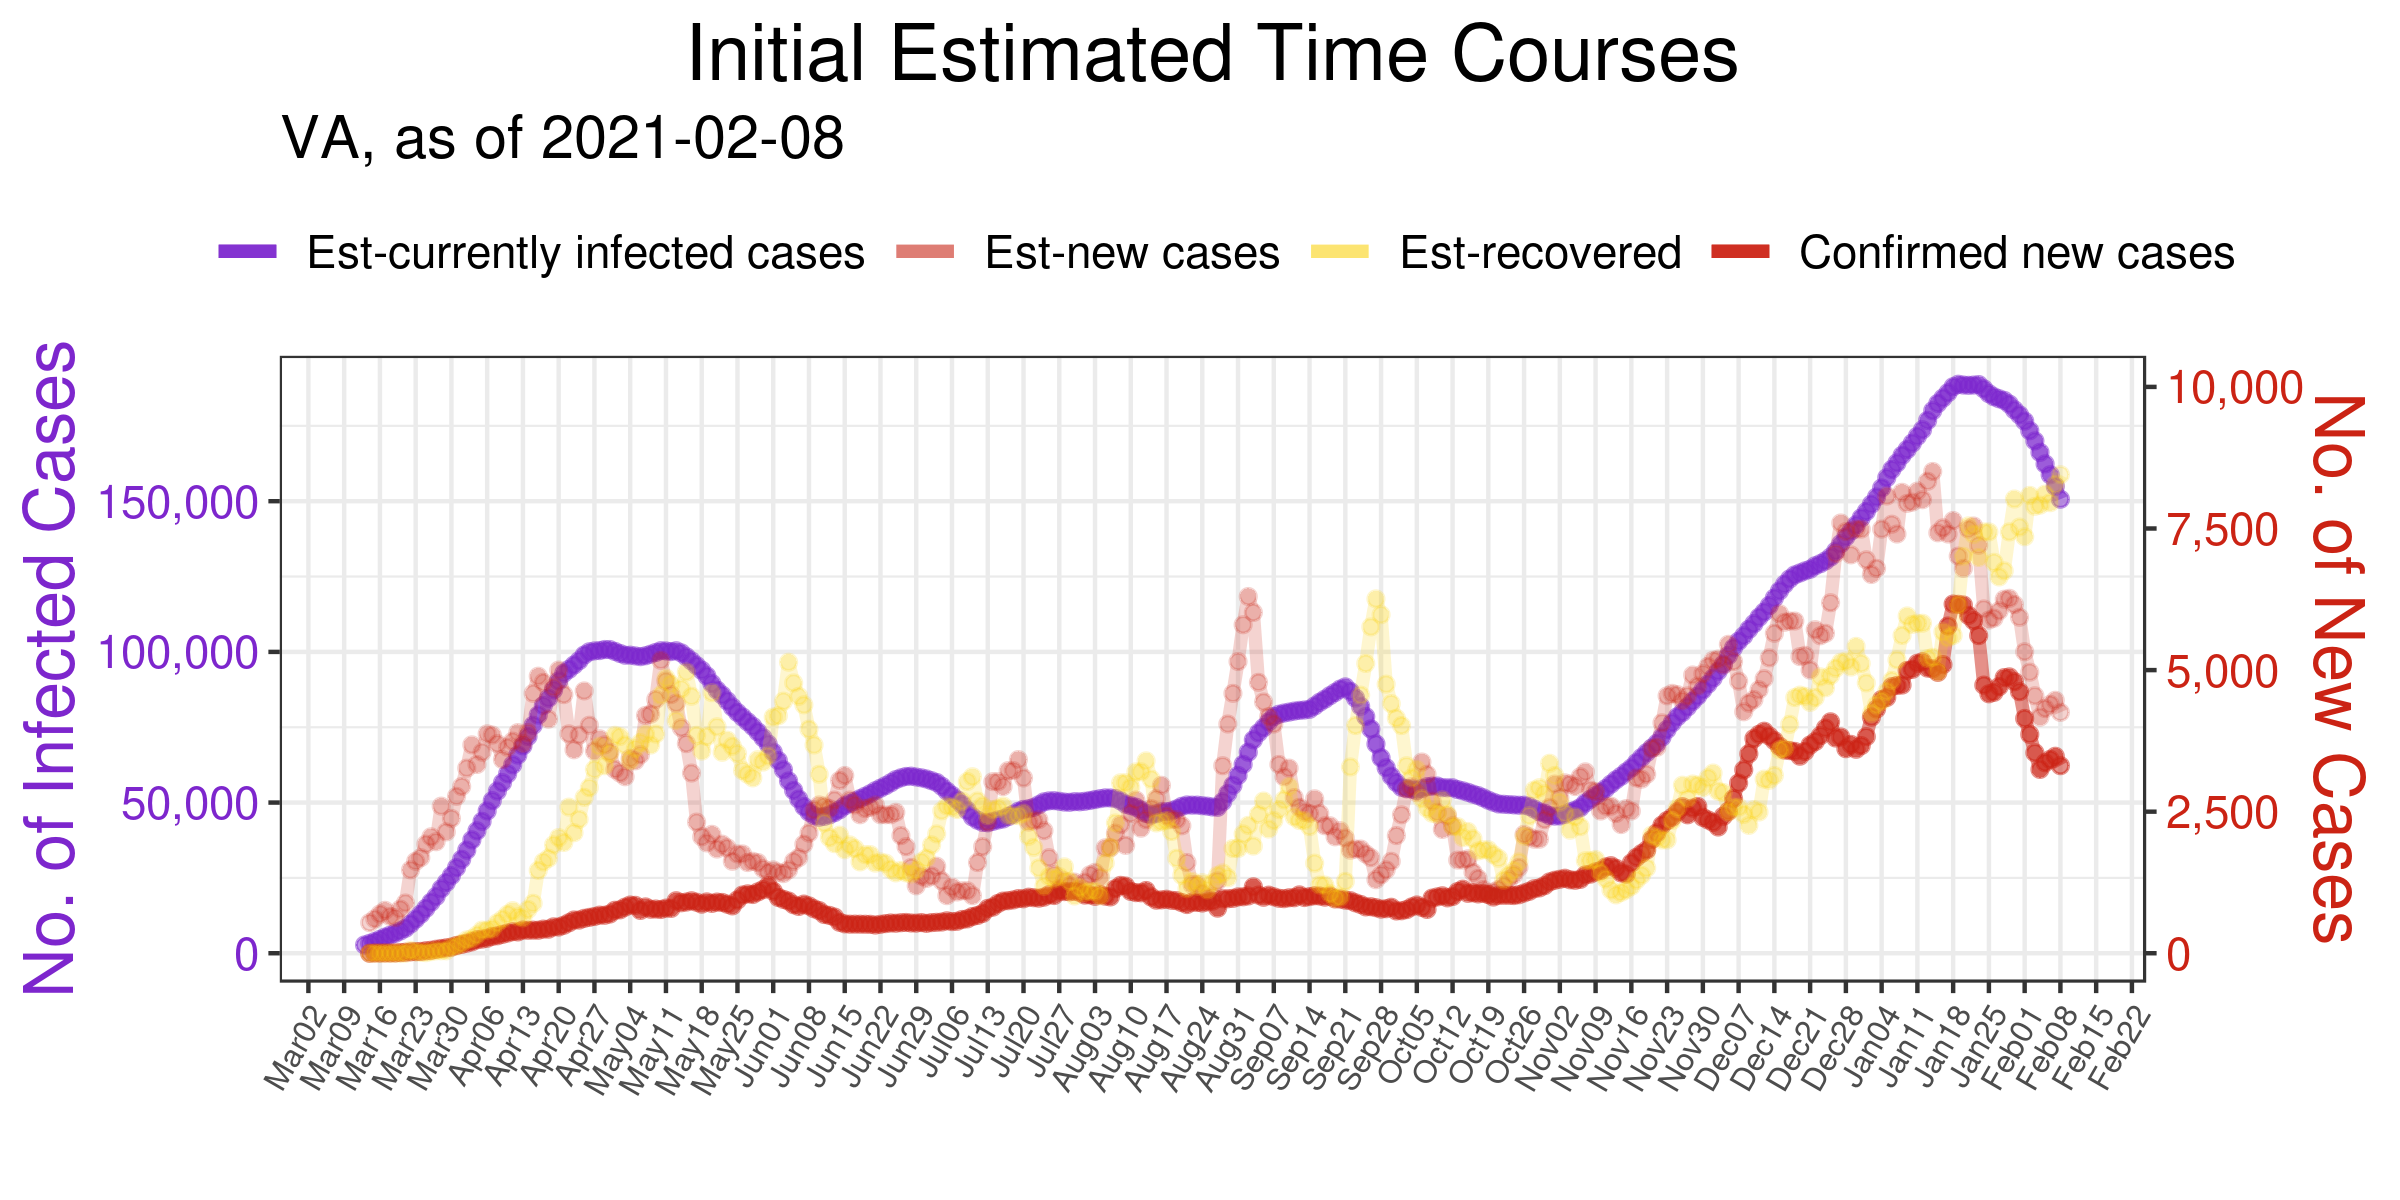 Initial Estimated Time Courses
VA, as of 2021-02-08
Est-currently infected cases Est-new cases Est-recovered Confirmed new cases
No. of Infected Cases
150,000
100,000
50,000
0
10,000
7,500
5,000
2,500
0
No. of New Cases
Mar02 Mar09 Mar16 Mar23 Mar30 Apr06 Apr13 Apr20 Apr27 May04 May11 May18 May25 Jun01 Jun08 Jun15 Jun22 Jun29 Jul06 Jul13 Jul20 Jul27 Aug03 Aug10 Aug17 Aug24 Aug31 Sep07 Sep14 Sep21 Sep28 Oct05 Oct12 Oct19 Oct26 Nov02 Nov09 Nov16 Nov23 Nov30 Dec07 Dec14 Dec21 Dec28 Jan04 Jan11 Jan18 Jan25 Feb01 Feb08 Feb15 Feb22